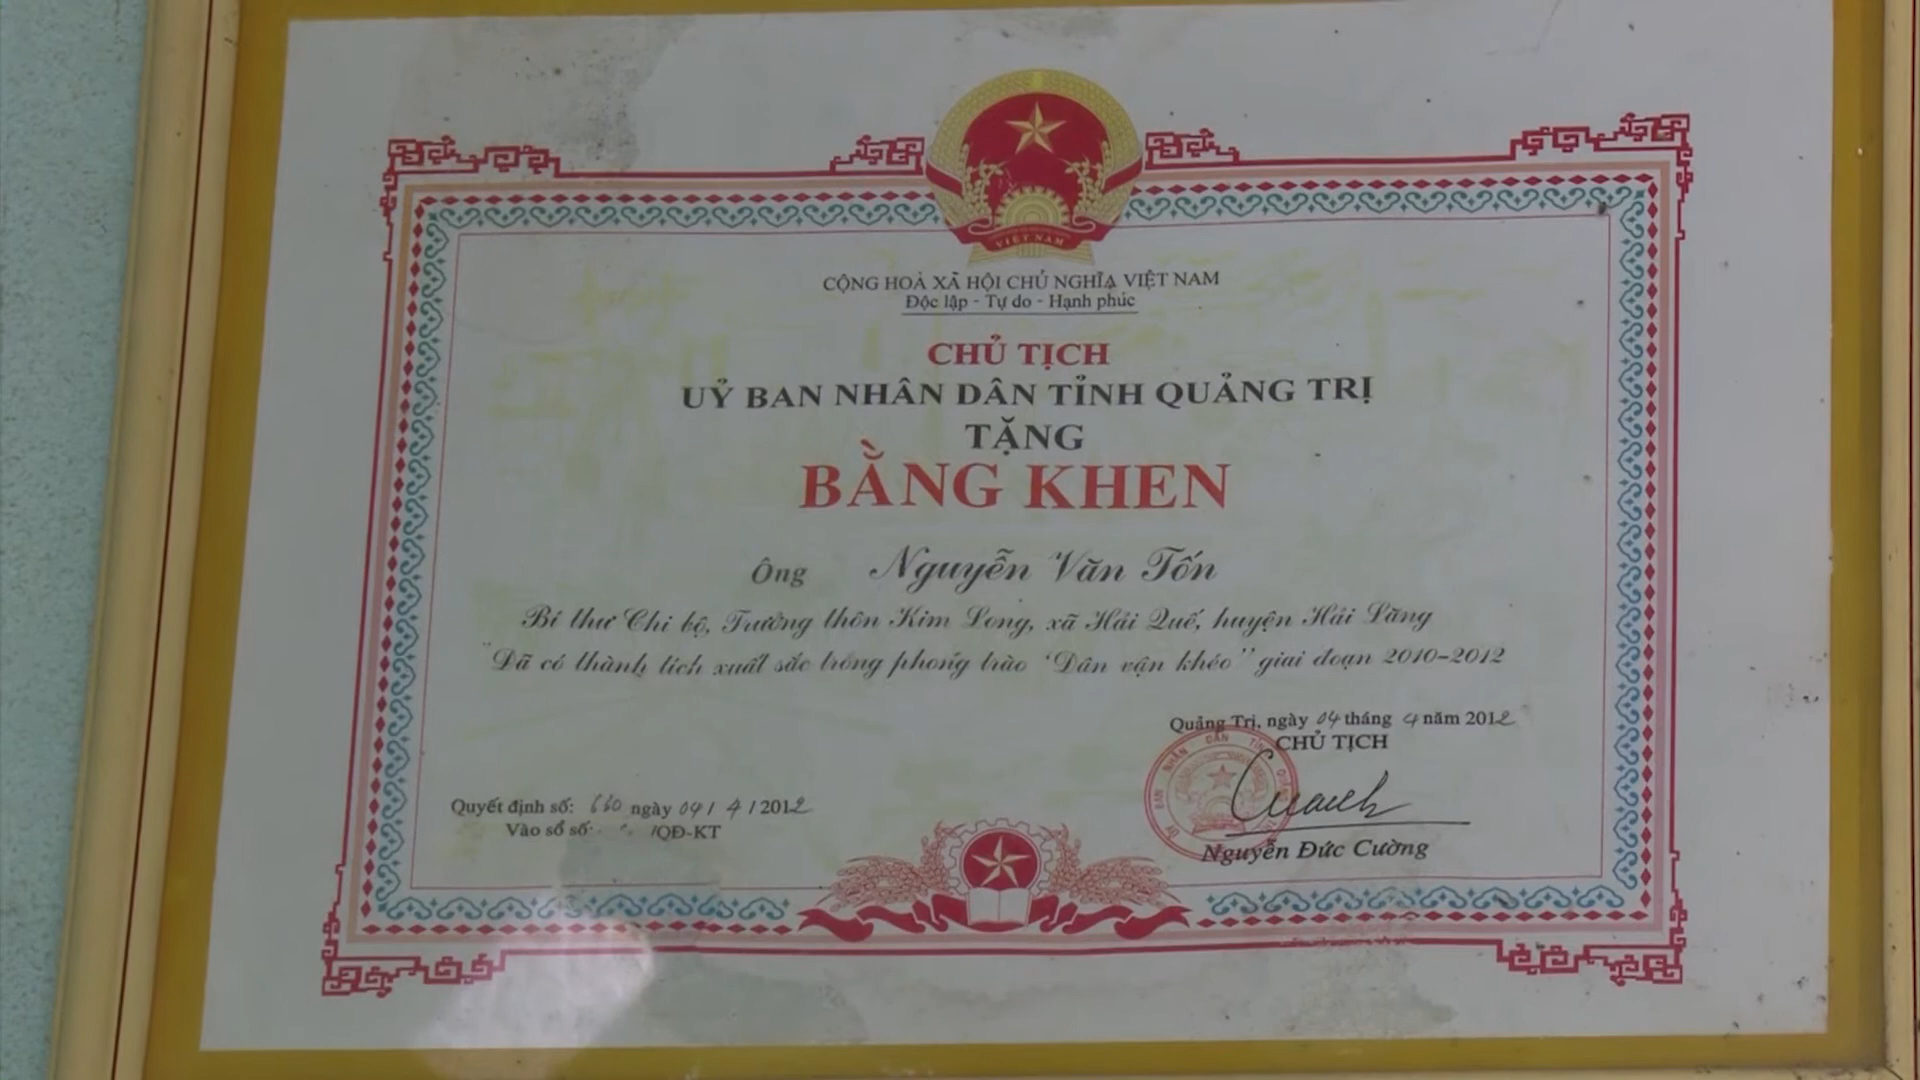 VIỆT NAM
CỘNG HOÀ XÃ HỘI CHỦ NGHĨA VIỆT NAM
Độc lập - Tự do - Hạnh phúc
CHỦ TỊCH
UỶ BAN NHÂN DÂN TỈNH QUẢNG TRỊ
TẶNG
BẰNG KHEN
Ông Nguyễn Văn Tốn
Bí thư Chi bộ, Trưởng thôn Kim Long, xã Hải Quế, huyện Hải Lăng
"Đã có thành tích xuất sắc trong phong trào "Dân vận khéo" giai đoạn 2010-2012
Quảng Trị, ngày 04 tháng 4 năm 2012
CHỦ TỊCH
Quyết định số: ngày 04/4/2012
Vào sổ số: /QĐ-KT
Nguyễn Đức Cường